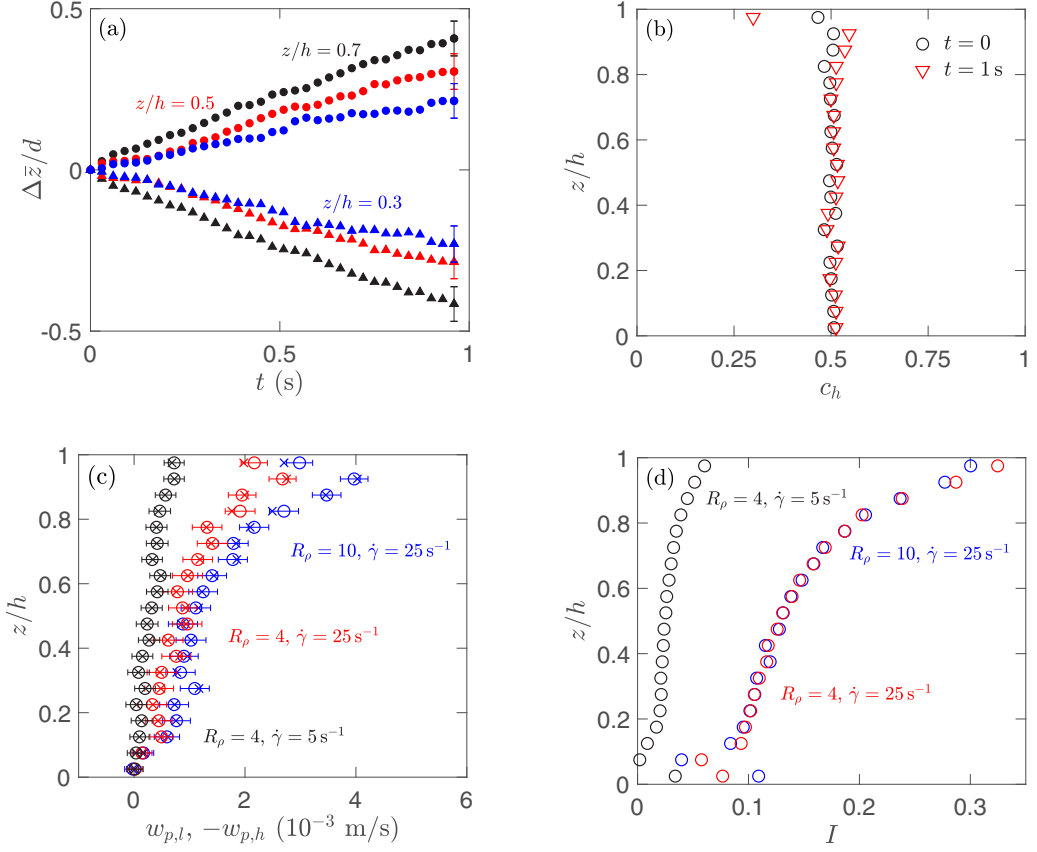 (a)
z/h = 0.7
z/h = 0.5
z/h = 0.3
0.5
0
-0.5
Δz̄/d
0
0.5
1
t (s)
(b)
t = 0
t = 1 s
1
0.8
0.6
0.4
0.2
0
z/h
0
0.25
0.5
0.75
1
c_h
(c)
R_ρ = 10, γ̇ = 25 s⁻¹
R_ρ = 4, γ̇ = 25 s⁻¹
R_ρ = 4, γ̇ = 5 s⁻¹
1
0.8
0.6
0.4
0.2
0
z/h
0
2
4
6
w_{p,l}, −w_{p,h} (10⁻³ m/s)
(d)
R_ρ = 4, γ̇ = 5 s⁻¹
R_ρ = 10, γ̇ = 25 s⁻¹
R_ρ = 4, γ̇ = 25 s⁻¹
1
0.8
0.6
0.4
0.2
0
z/h
0
0.1
0.2
0.3
I